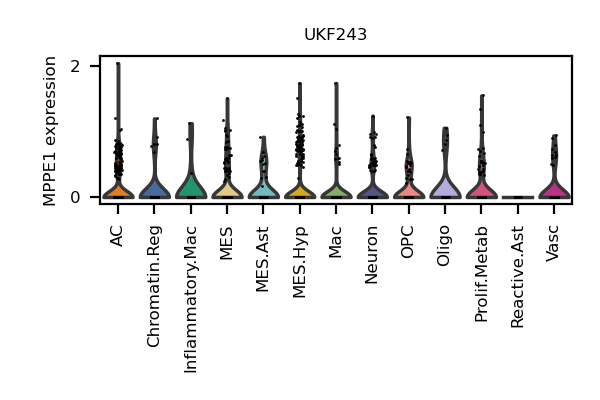 UKF243
MPPE1 expression
2
0
AC
Chromatin.Reg
Inflammatory.Mac
MES
MES.Ast
MES.Hyp
Mac
Neuron
OPC
Oligo
Prolif.Metab
Reactive.Ast
Vasc